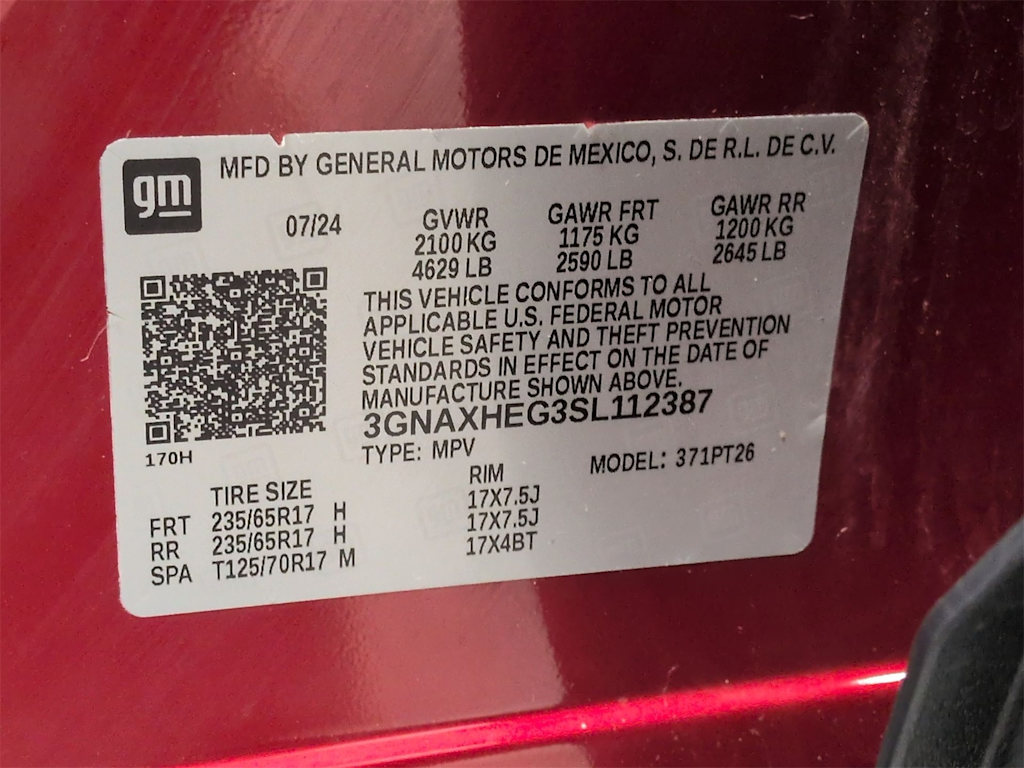 gm
MFD BY GENERAL MOTORS DE MEXICO, S. DE R.L. DE C.V.
07/24 GVWR GAWR FRT GAWR RR
2100 KG 1175 KG 1200 KG
4629 LB 2590 LB 2645 LB
THIS VEHICLE CONFORMS TO ALL
APPLICABLE U.S. FEDERAL MOTOR
VEHICLE SAFETY AND THEFT PREVENTION
STANDARDS IN EFFECT ON THE DATE OF
MANUFACTURE SHOWN ABOVE.
3GNAXHEG3SL112387
170H
TYPE: MPV MODEL: 371PT26
TIRE SIZE RIM
FRT 235/65R17 H 17X7.5J
RR 235/65R17 H 17X7.5J
SPA T125/70R17 M 17X4BT